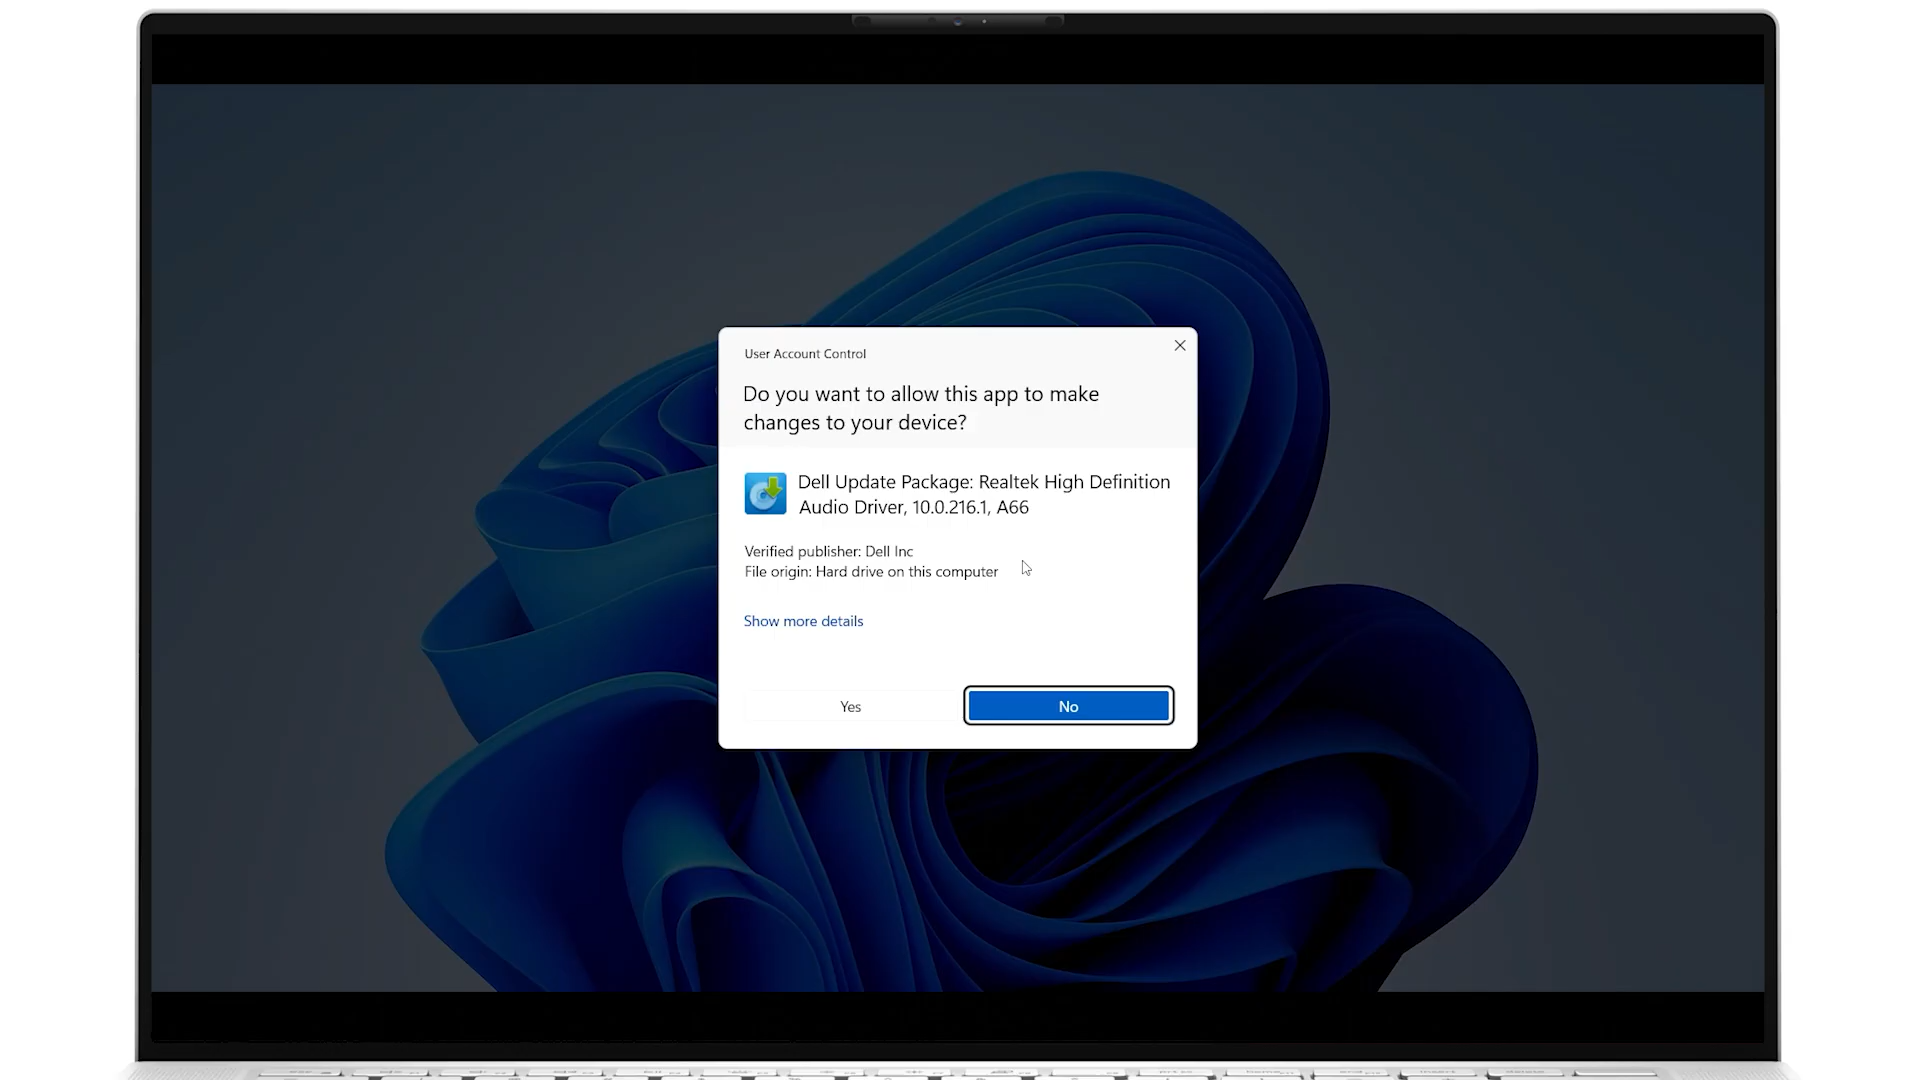 User Account Control
Do you want to allow this app to make
changes to your device?
Dell Update Package: Realtek High Definition
Audio Driver, 10.0.216.1, A66
Verified publisher: Dell Inc
File origin: Hard drive on this computer
Show more details
Yes
No